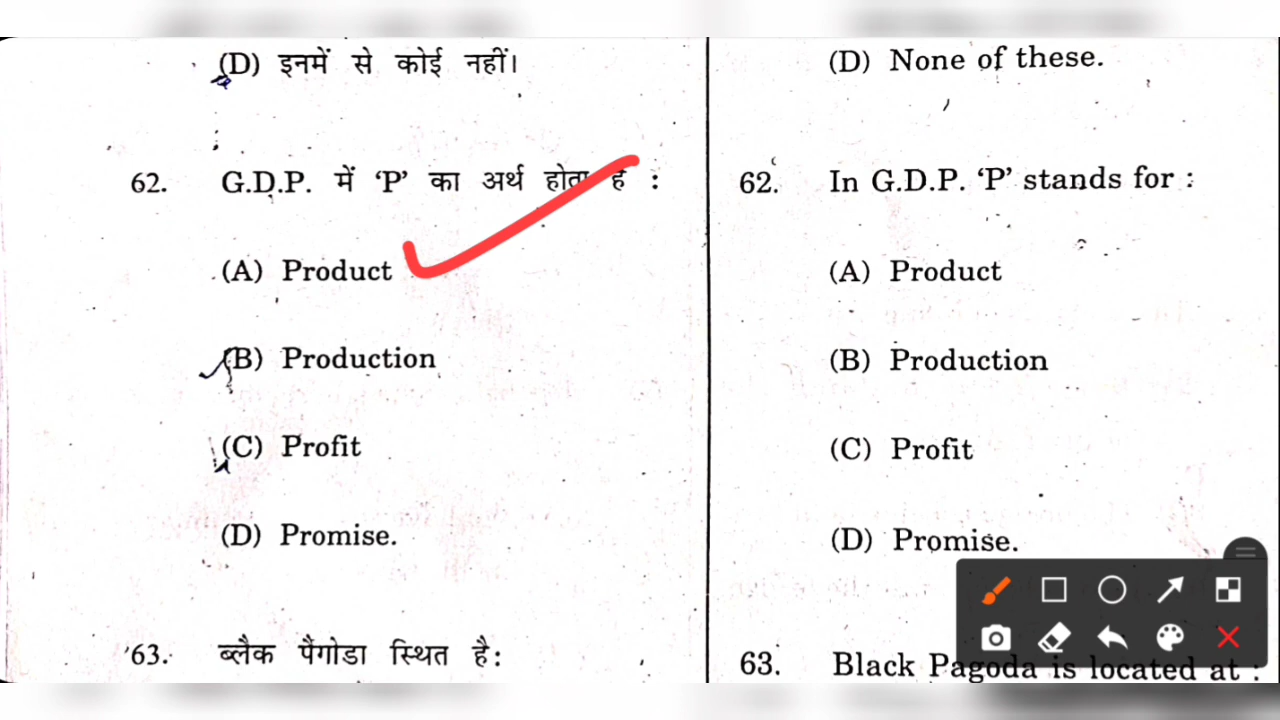 (D) इनमें से कोई नहीं।
62. G.D.P. में ‘P’ का अर्थ होता है :
(A) Product
(B) Production
(C) Profit
(D) Promise.
63. ब्लैक पैगोडा स्थित है:
(D) None of these.
62. In G.D.P. ‘P’ stands for :
(A) Product
(B) Production
(C) Profit
(D) Promise.
63. Black Pagoda is located at :